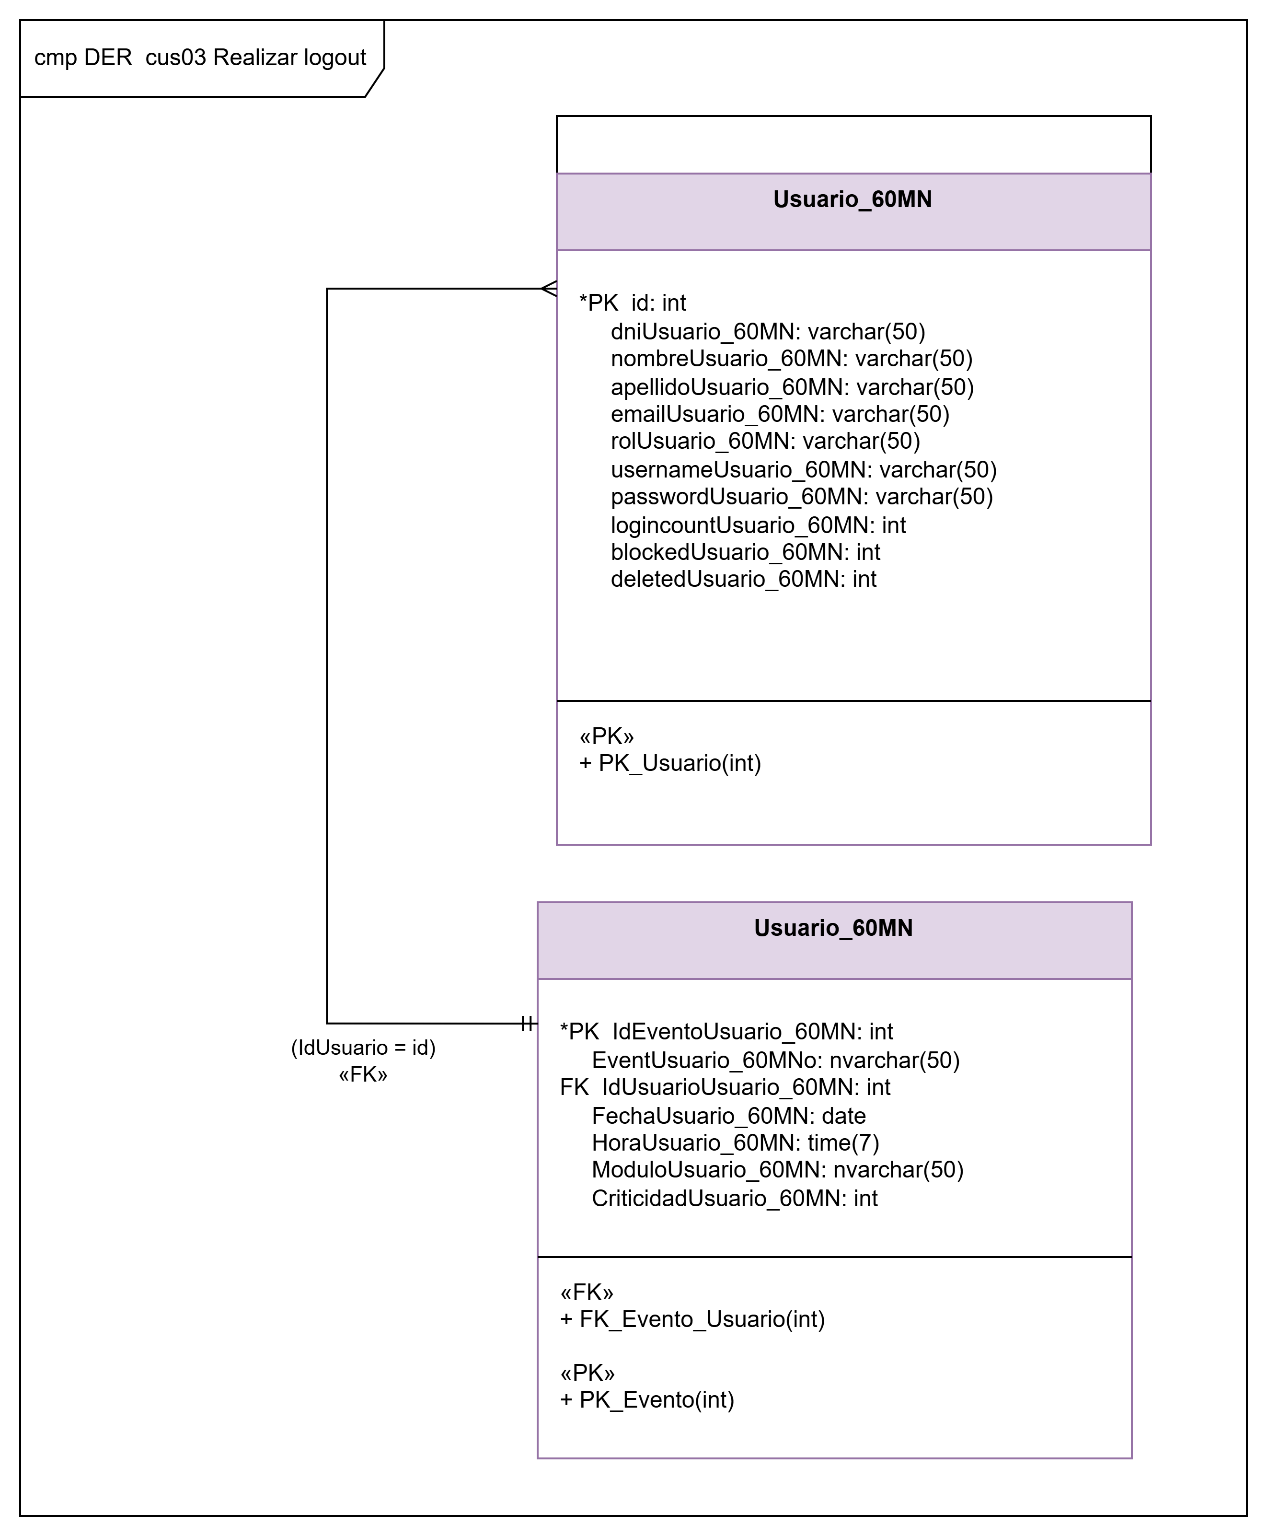 cmp DER  cus03 Realizar logout
Usuario_60MN
*PK  id: int
dniUsuario_60MN: varchar(50)
nombreUsuario_60MN: varchar(50)
apellidoUsuario_60MN: varchar(50)
emailUsuario_60MN: varchar(50)
rolUsuario_60MN: varchar(50)
usernameUsuario_60MN: varchar(50)
passwordUsuario_60MN: varchar(50)
logincountUsuario_60MN: int
blockedUsuario_60MN: int
deletedUsuario_60MN: int
«PK»
+ PK_Usuario(int)
Usuario_60MN
*PK  IdEventoUsuario_60MN: int
EventUsuario_60MNo: nvarchar(50)
FK  IdUsuarioUsuario_60MN: int
FechaUsuario_60MN: date
HoraUsuario_60MN: time(7)
ModuloUsuario_60MN: nvarchar(50)
CriticidadUsuario_60MN: int
«FK»
+ FK_Evento_Usuario(int)
«PK»
+ PK_Evento(int)
(IdUsuario = id)
«FK»